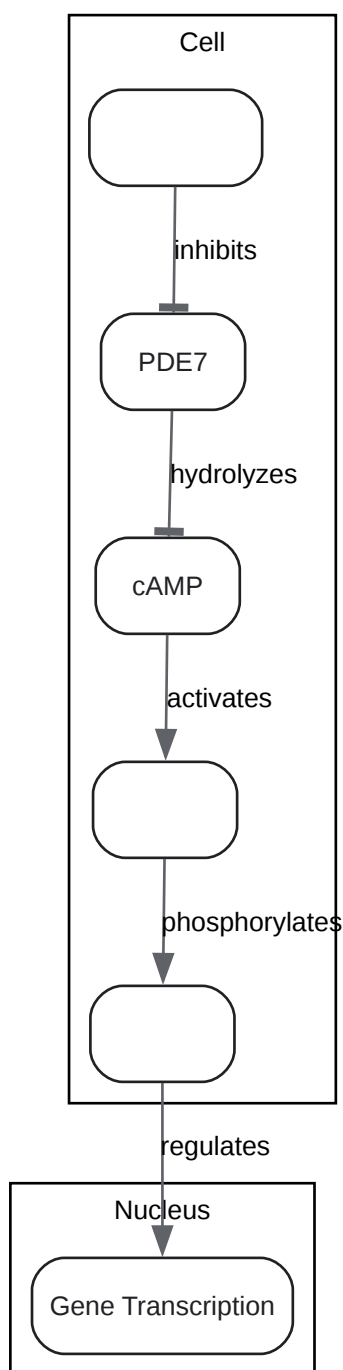 Cell
inhibits
PDE7
hydrolyzes
cAMP
activates
phosphorylates
regulates
Nucleus
Gene Transcription